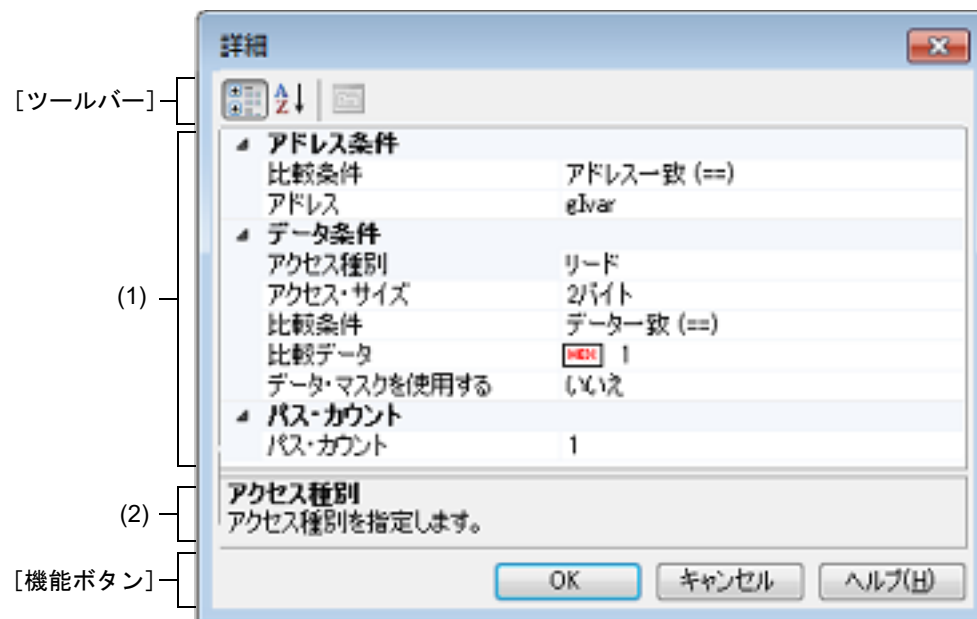 詳細
[ツールバー]
(1)
アドレス条件
比較条件 アドレス一致 (==)
アドレス glvar
データ条件
アクセス種別 リード
アクセス・サイズ 2バイト
比較条件 データ一致 (==)
比較データ HEX 1
データ・マスクを使用する いいえ
パス・カウント
パス・カウント 1
(2)
アクセス種別
アクセス種別を指定します。
[機能ボタン]
OK キャンセル ヘルプ(H)